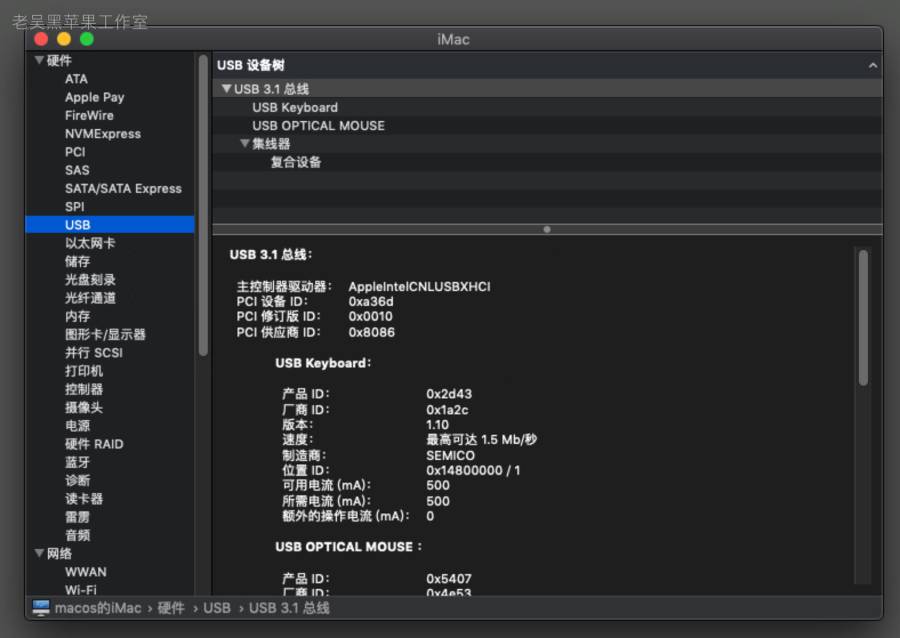 老吴黑苹果工作室
iMac
硬件
ATA
Apple Pay
FireWire
NVMExpress
PCI
SAS
SATA/SATA Express
SPI
USB
以太网卡
储存
光盘刻录
光纤通道
内存
图形卡/显示器
并行 SCSI
打印机
控制器
摄像头
电源
硬件 RAID
蓝牙
诊断
读卡器
雷雳
音频
网络
WWAN
Wi-Fi
USB 设备树
USB 3.1 总线
USB Keyboard
USB OPTICAL MOUSE
集线器
复合设备
USB 3.1 总线：
主控制器驱动器： AppleIntelCNLUSBXHCI
PCI 设备 ID： 0xa36d
PCI 修订版 ID： 0x0010
PCI 供应商 ID： 0x8086
USB Keyboard：
产品 ID： 0x2d43
厂商 ID： 0x1a2c
版本： 1.10
速度： 最高可达 1.5 Mb/秒
制造商： SEMICO
位置 ID： 0x14800000 / 1
可用电流 (mA)： 500
所需电流 (mA)： 500
额外的操作电流 (mA)： 0
USB OPTICAL MOUSE ：
产品 ID： 0x5407
厂商 ID： 0x4e53
macos的iMac › 硬件 › USB › USB 3.1 总线